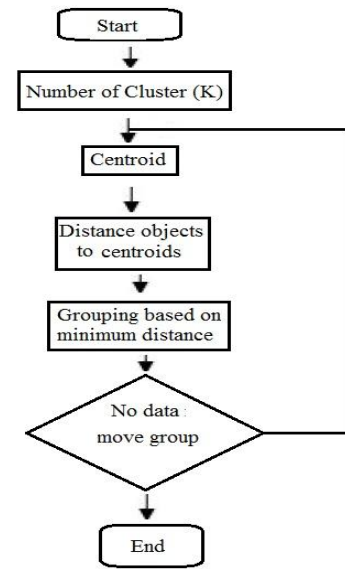 Start
Number of Cluster (K)
Centroid
Distance objects
to centroids
Grouping based on
minimum distance
No data:
move group
End